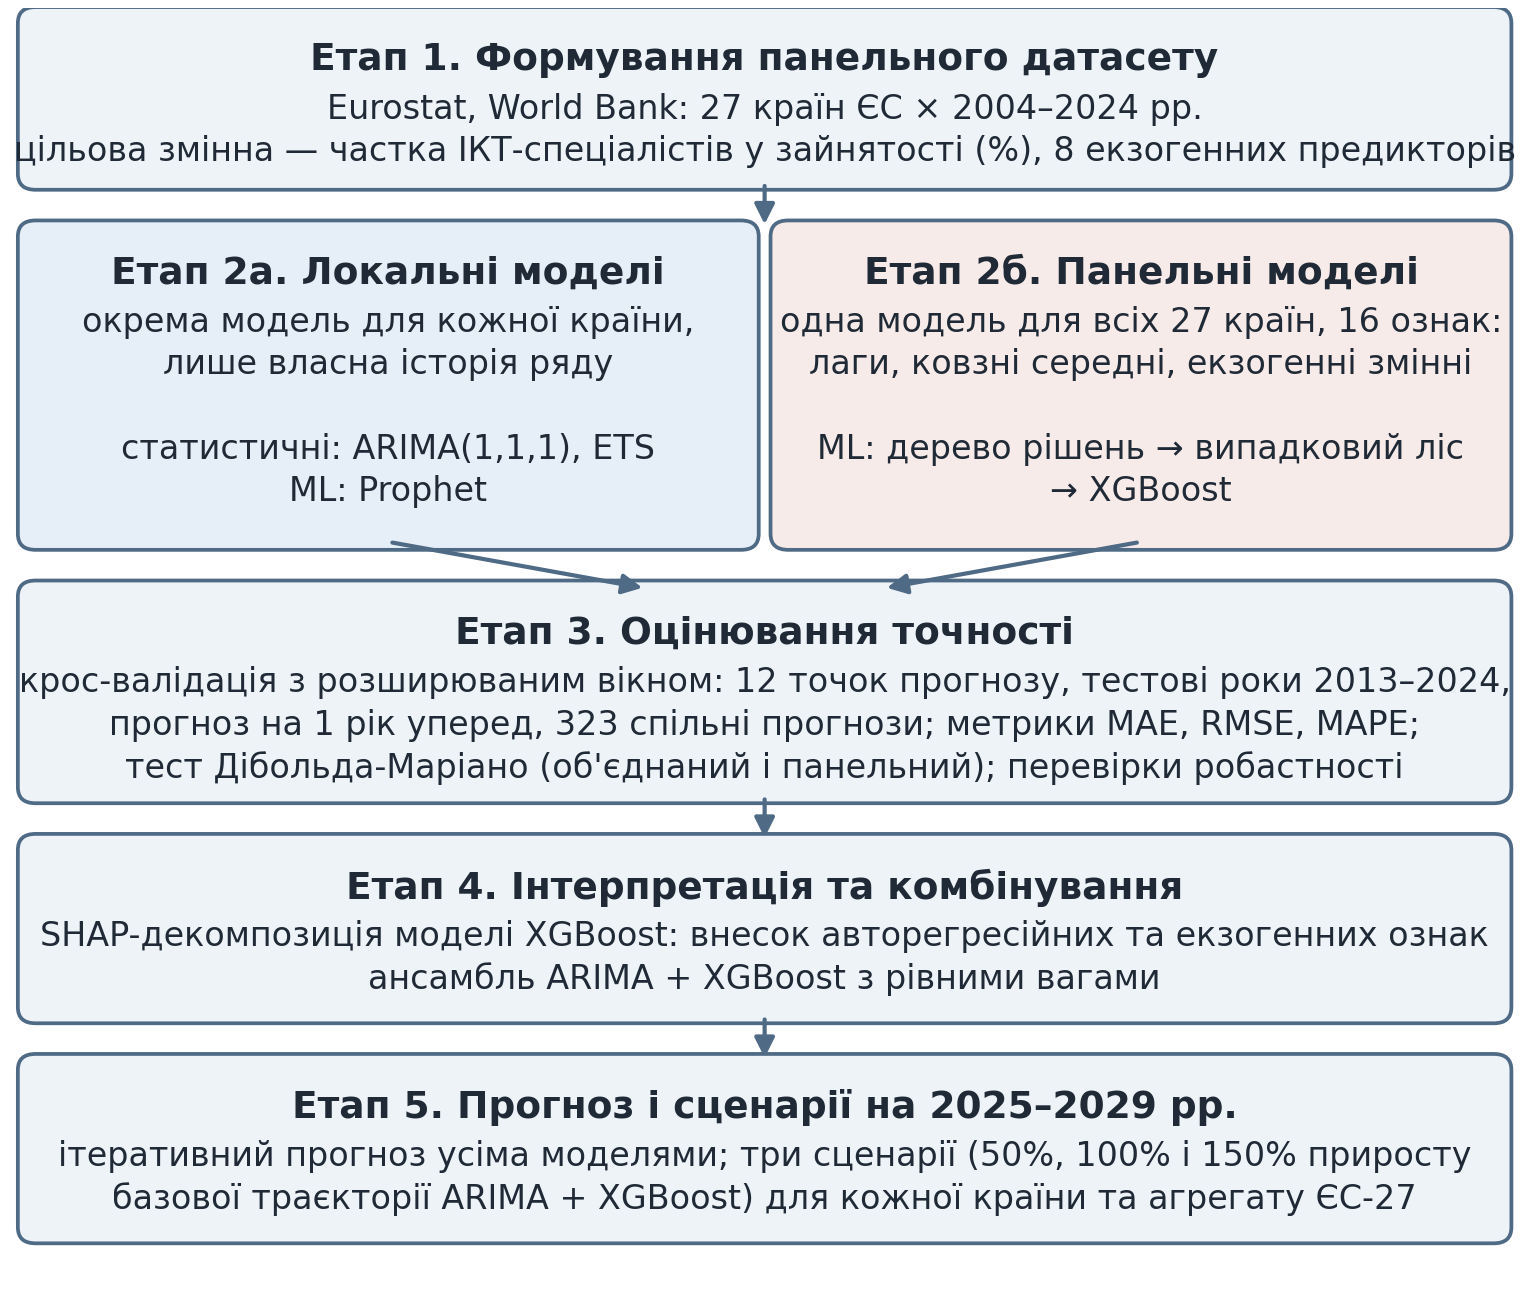 Етап 1. Формування панельного датасету
Eurostat, World Bank: 27 країн ЄС × 2004–2024 рр.
цільова змінна — частка ІКТ-спеціалістів у зайнятості (%), 8 екзогенних предикторів
Етап 2а. Локальні моделі
окрема модель для кожної країни,
лише власна історія ряду
статистичні: ARIMA(1,1,1), ETS
ML: Prophet
Етап 2б. Панельні моделі
одна модель для всіх 27 країн, 16 ознак:
лаги, ковзні середні, екзогенні змінні
ML: дерево рішень → випадковий ліс
→ XGBoost
Етап 3. Оцінювання точності
крос-валідація з розширюваним вікном: 12 точок прогнозу, тестові роки 2013–2024,
прогноз на 1 рік уперед, 323 спільні прогнози; метрики MAE, RMSE, MAPE;
тест Дібольда-Маріано (об'єднаний і панельний); перевірки робастності
Етап 4. Інтерпретація та комбінування
SHAP-декомпозиція моделі XGBoost: внесок авторегресійних та екзогенних ознак
ансамбль ARIMA + XGBoost з рівними вагами
Етап 5. Прогноз і сценарії на 2025–2029 рр.
ітеративний прогноз усіма моделями; три сценарії (50%, 100% і 150% приросту
базової траєкторії ARIMA + XGBoost) для кожної країни та агрегату ЄС-27